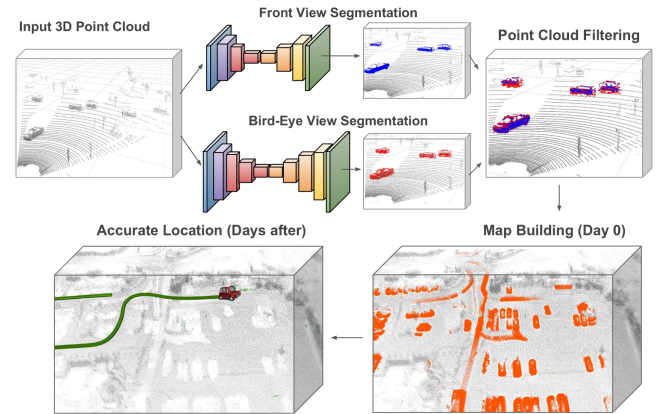 Front View Segmentation
Input 3D Point Cloud
Point Cloud Filtering
Bird-Eye View Segmentation
Accurate Location (Days after)
Map Building (Day 0)